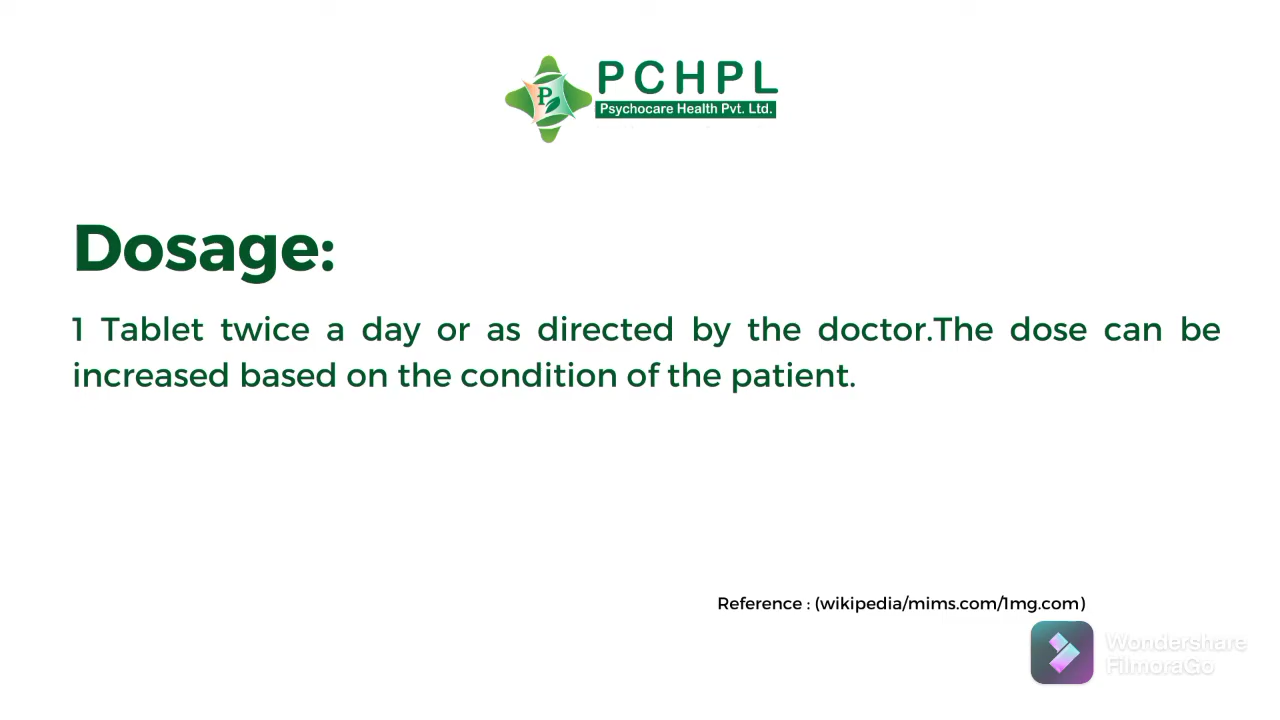 PCHPL
P
Psychocare Health Pvt. Ltd.
Dosage:
1 Tablet twice a day or as directed by the doctor.The dose can be
increased based on the condition of the patient.
Reference : (wikipedia/mims.com/1mg.com)
Wondershare
FilmoraGo